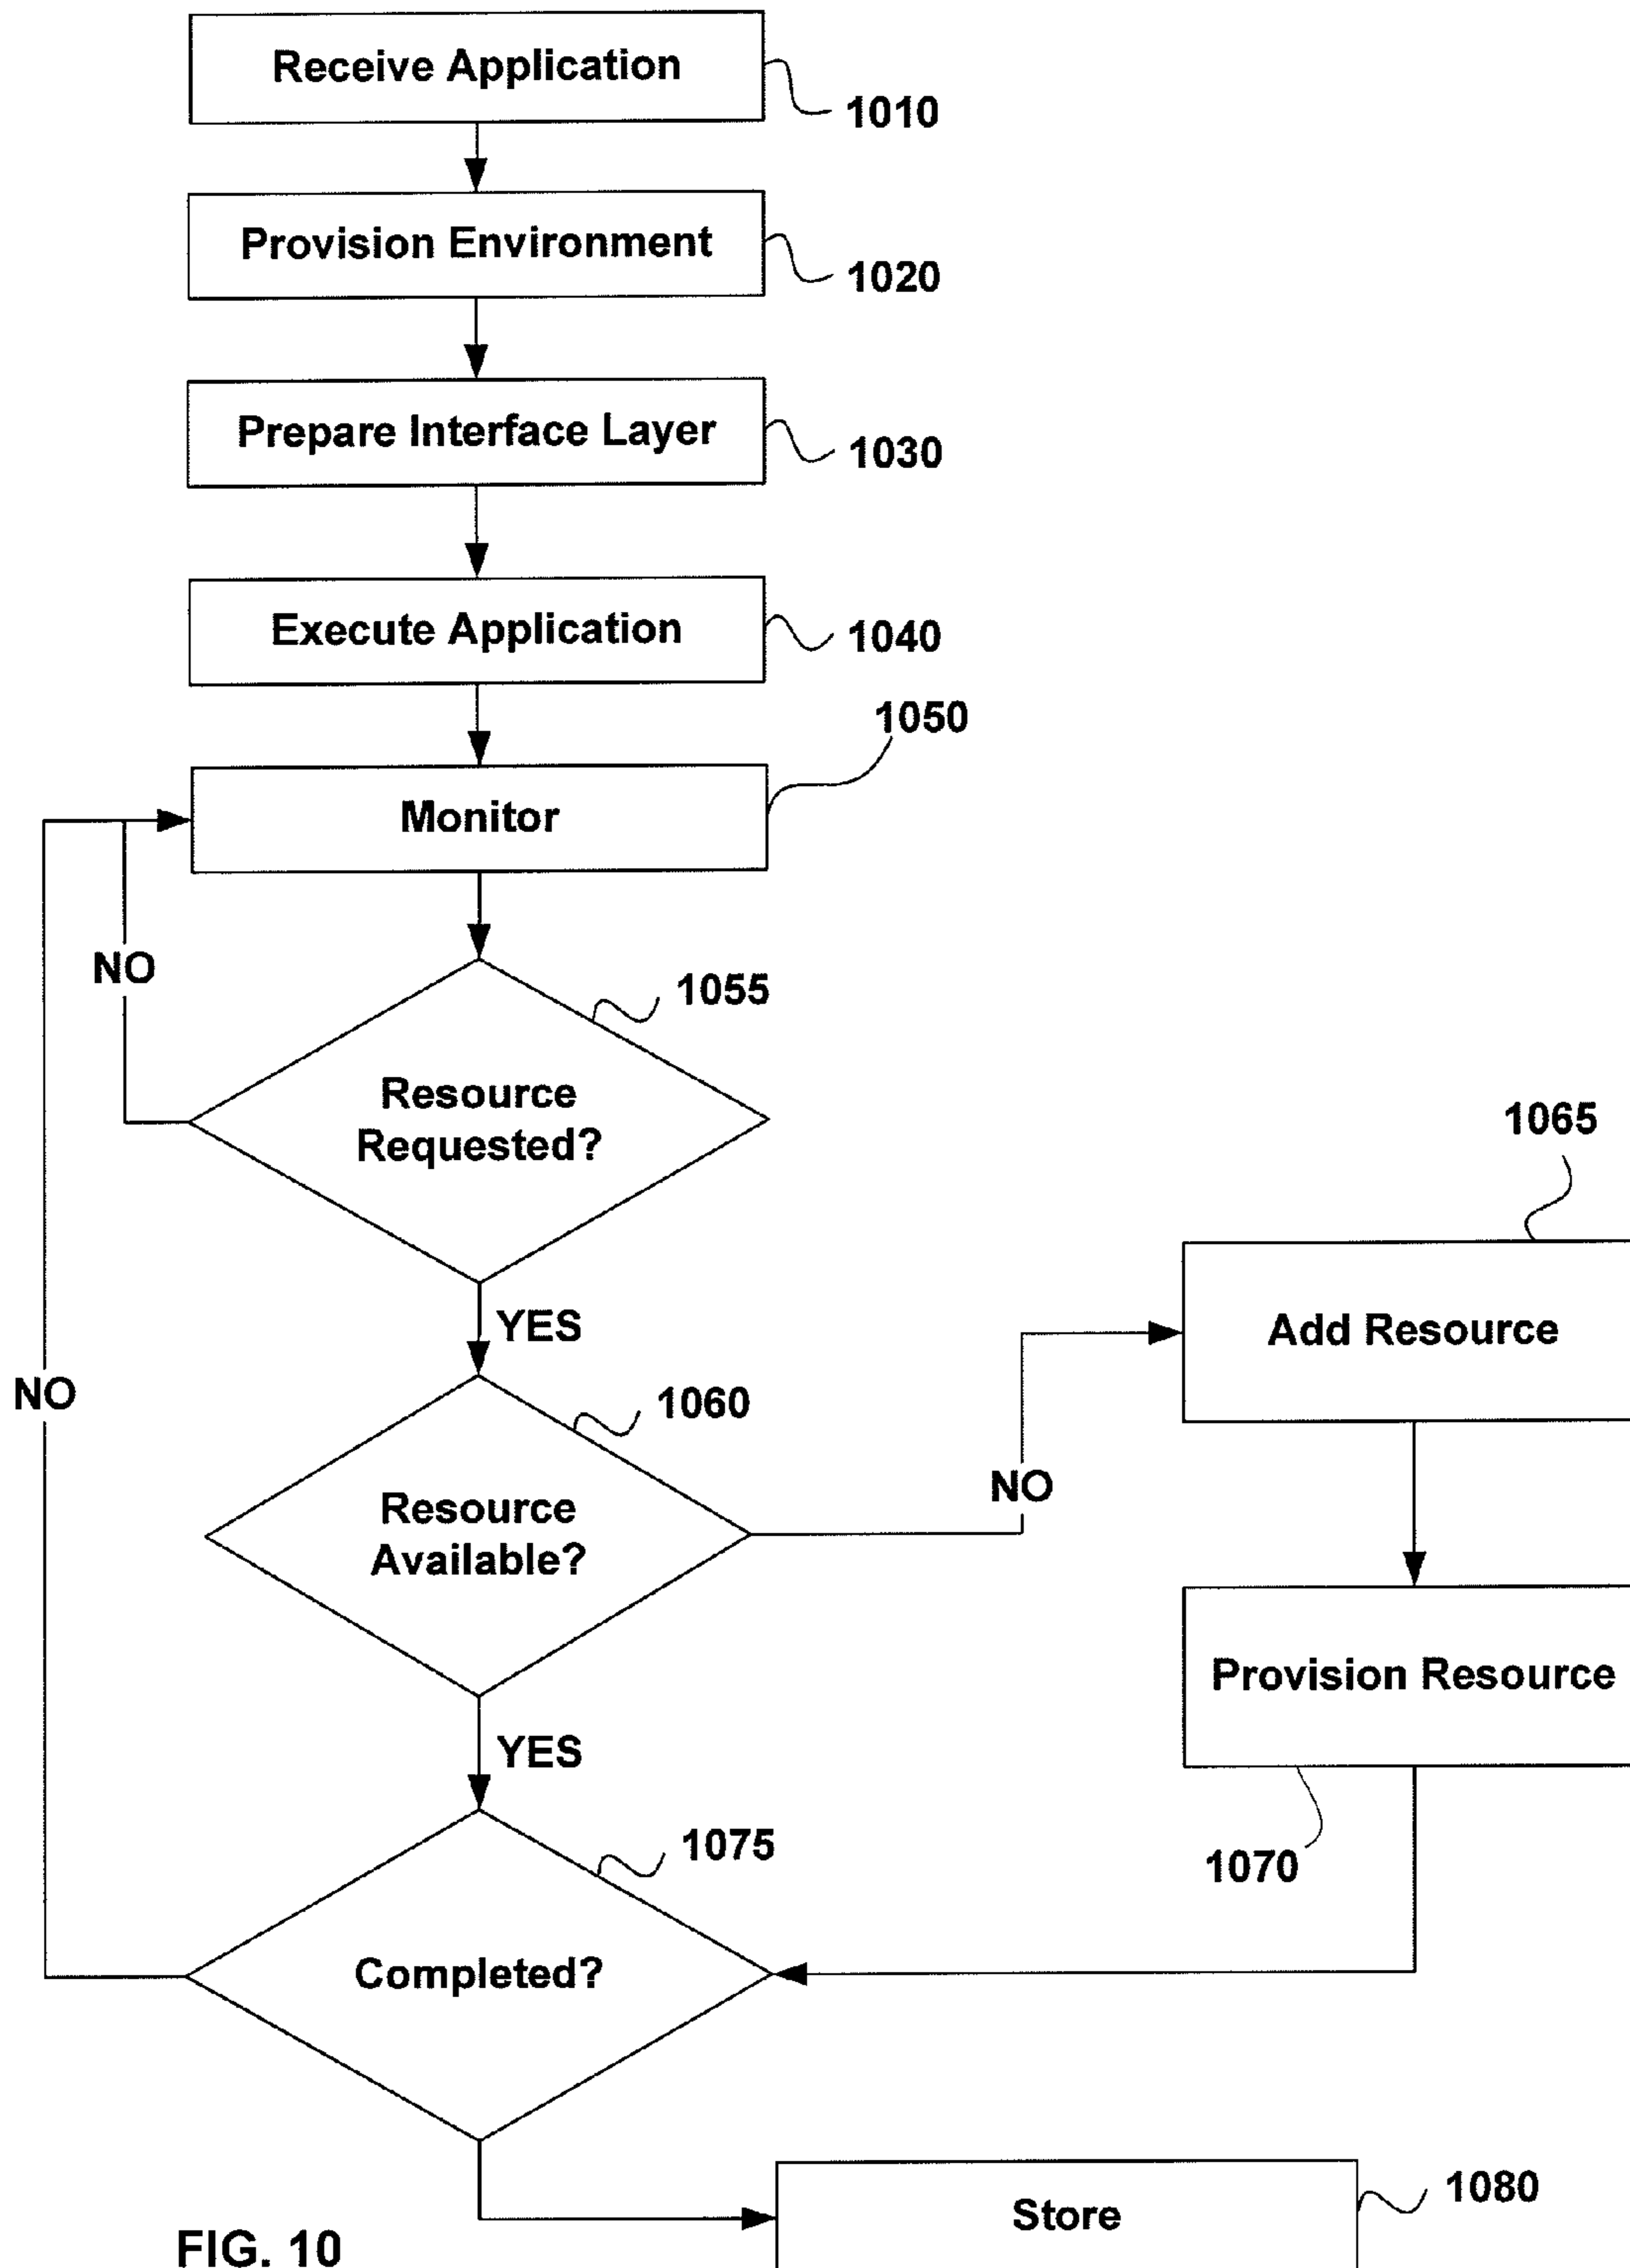 Receive Application
1010
Provision Environment
1020
Prepare Interface Layer
1030
Execute Application
1040
1050
Monitor
NO
1055
Resource
Requested?
1065
YES
Add Resource
NO
1060
NO
Resource
Available?
Provision Resource
YES
1075
1070
Completed?
1080
Store
FIG. 10